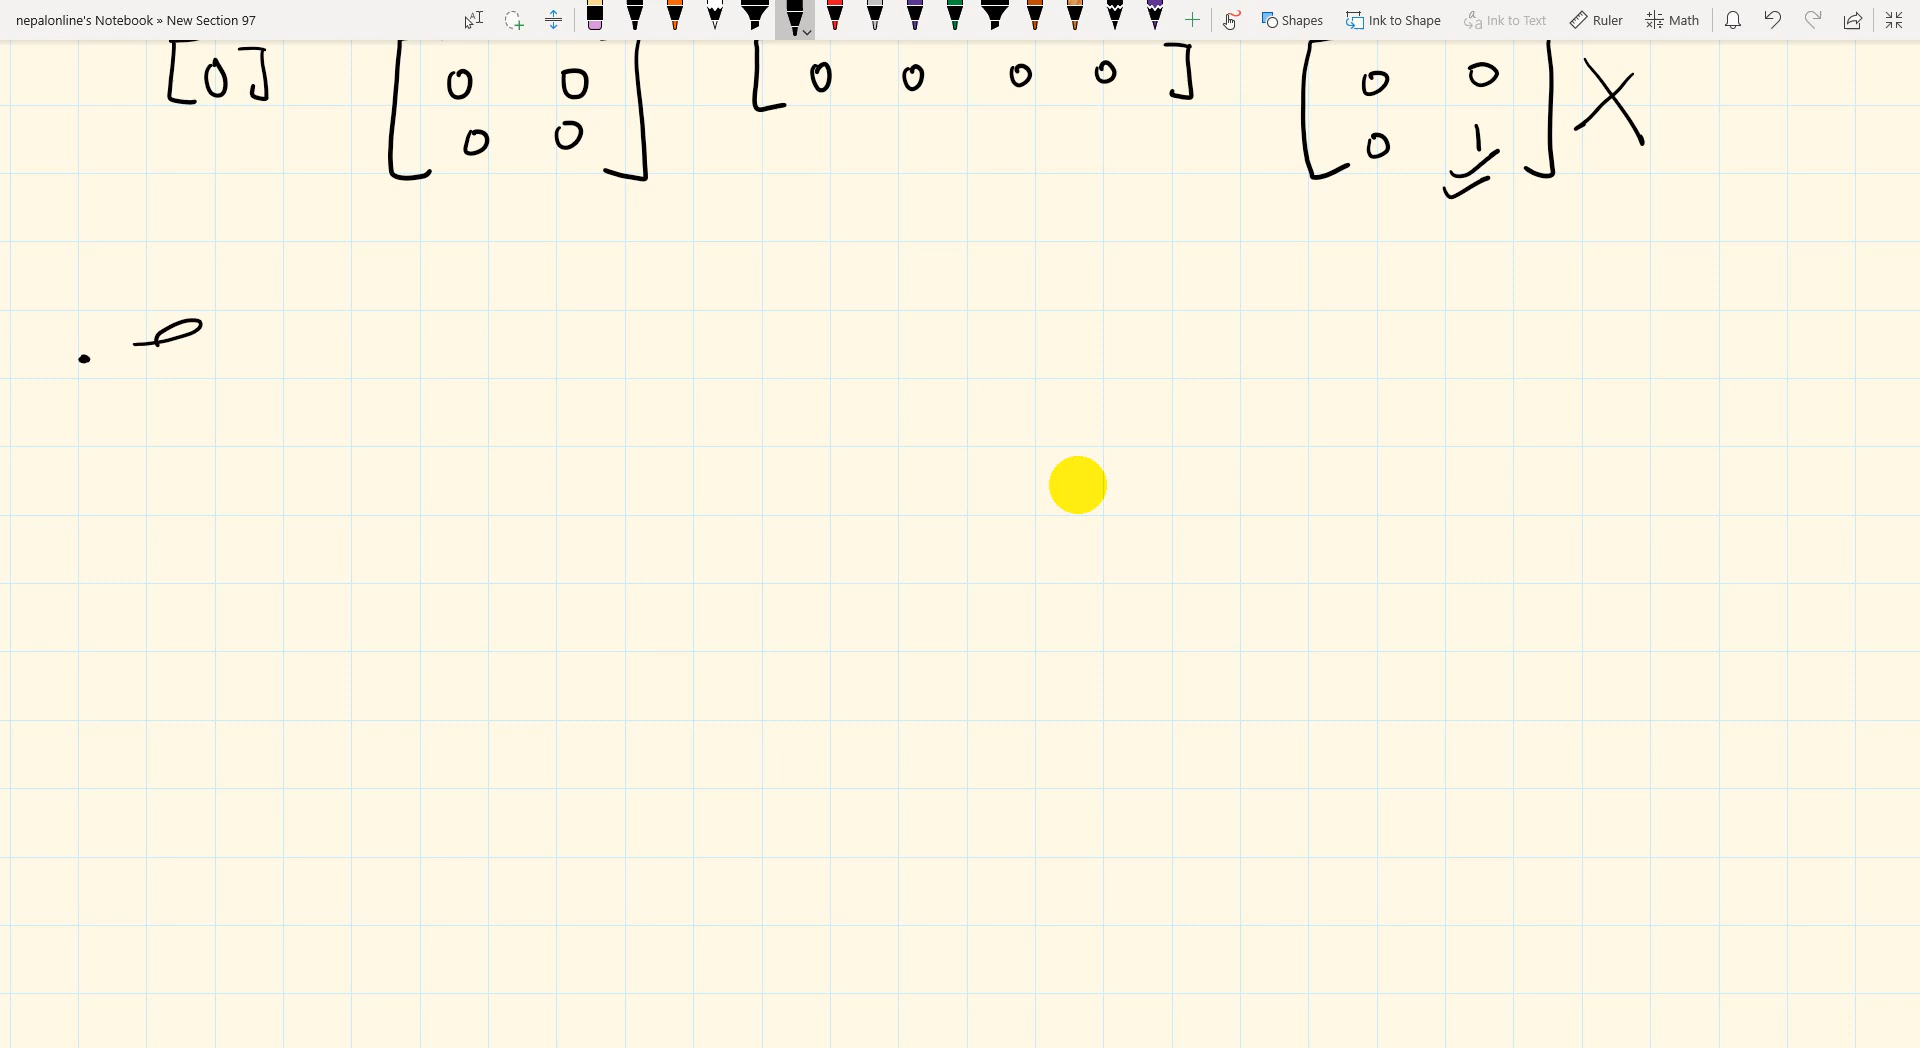 nepalonline's Notebook » New Section 97
Shapes Ink to Shape Ink to Text Ruler Math
[0] [0 0 [0 0 0 0] [0 0
0 0] 0 1] X